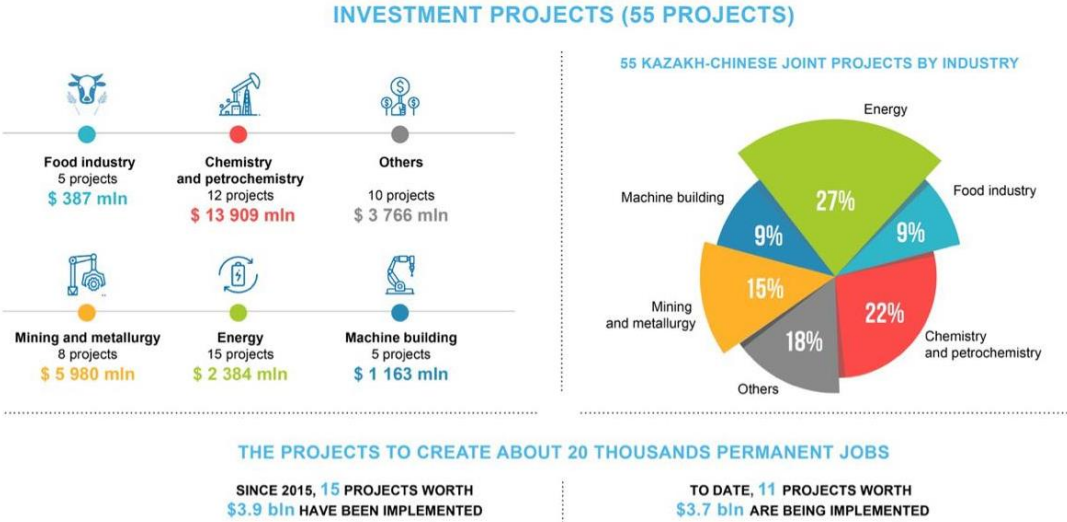 INVESTMENT PROJECTS (55 PROJECTS)
Food industry
5 projects
$ 387 mln
Chemistry
and petrochemistry
12 projects
$ 13 909 mln
Others
10 projects
$ 3 766 mln
Mining and metallurgy
8 projects
$ 5 980 mln
Energy
15 projects
$ 2 384 mln
Machine building
5 projects
$ 1 163 mln
55 KAZAKH-CHINESE JOINT PROJECTS BY INDUSTRY
Energy
27%
Food industry
9%
Chemistry
and petrochemistry
22%
Others
18%
Mining
and metallurgy
15%
Machine building
9%
THE PROJECTS TO CREATE ABOUT 20 THOUSANDS PERMANENT JOBS
SINCE 2015, 15 PROJECTS WORTH
$3.9 bln HAVE BEEN IMPLEMENTED
TO DATE, 11 PROJECTS WORTH
$3.7 bln ARE BEING IMPLEMENTED